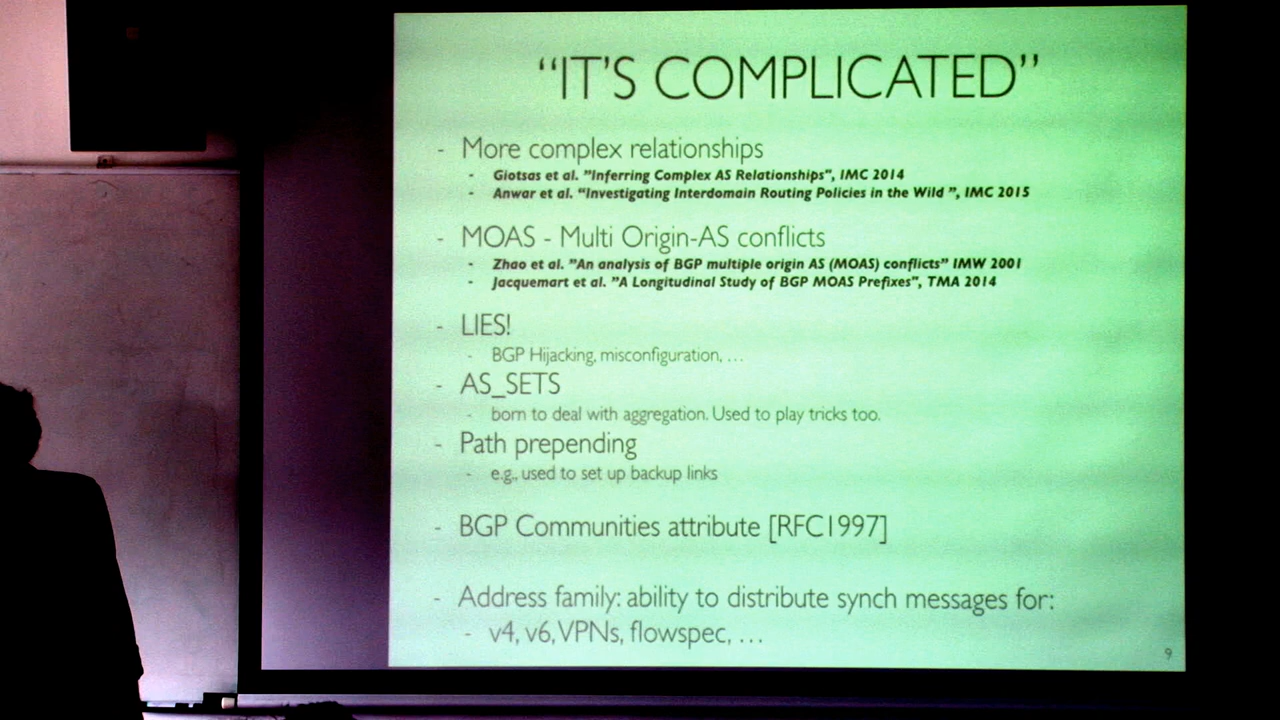 “IT’S COMPLICATED”
- More complex relationships
- Giotsas et al. ”Inferring Complex AS Relationships”, IMC 2014
- Anwar et al. “Investigating Interdomain Routing Policies in the Wild ”, IMC 2015
- MOAS - Multi Origin-AS conflicts
- Zhao et al. ”An analysis of BGP multiple origin AS (MOAS) conflicts” IMW 2001
- Jacquemart et al. ”A Longitudinal Study of BGP MOAS Prefixes”, TMA 2014
- LIES!
- BGP Hijacking, misconfiguration, …
- AS_SETS
- born to deal with aggregation. Used to play tricks too.
- Path prepending
- e.g., used to set up backup links
- BGP Communities attribute [RFC1997]
- Address family: ability to distribute synch messages for:
- v4, v6, VPNs, flowspec, …
9